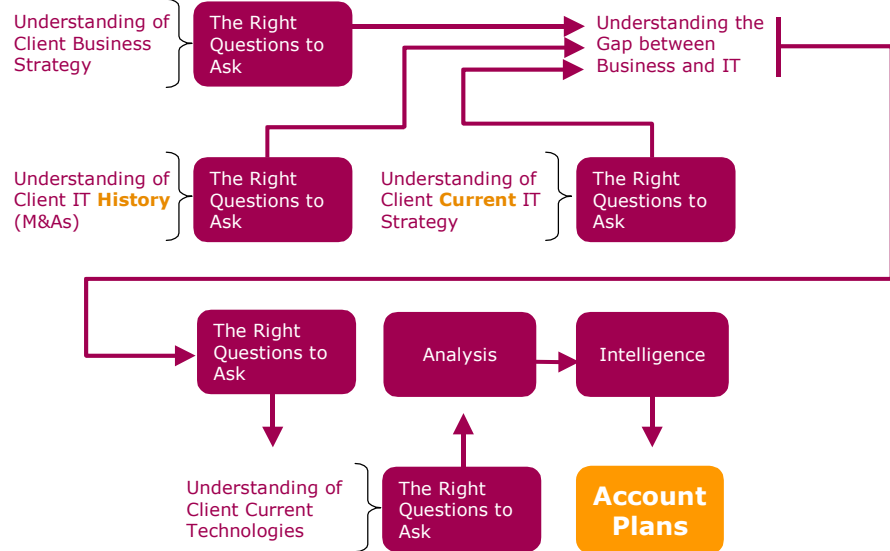 Understanding of
Client Business
Strategy
The Right
Questions to
Ask
Understanding the
Gap between
Business and IT
Understanding of
Client IT History
(M&As)
The Right
Questions to
Ask
Understanding of
Client Current IT
Strategy
The Right
Questions to
Ask
The Right
Questions to
Ask
Analysis
Intelligence
Understanding of
Client Current
Technologies
The Right
Questions to
Ask
Account
Plans